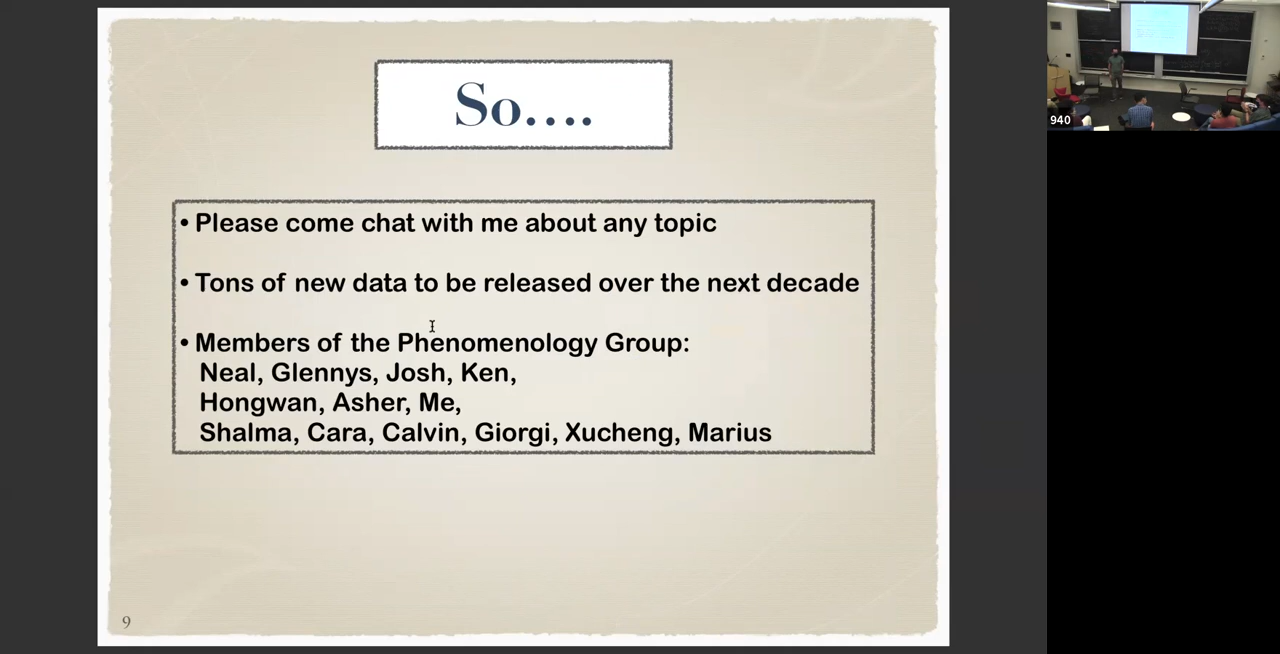 So....
• Please come chat with me about any topic
• Tons of new data to be released over the next decade
• Members of the Phenomenology Group:
Neal, Glennys, Josh, Ken,
Hongwan, Asher, Me,
Shalma, Cara, Calvin, Giorgi, Xucheng, Marius
9
940